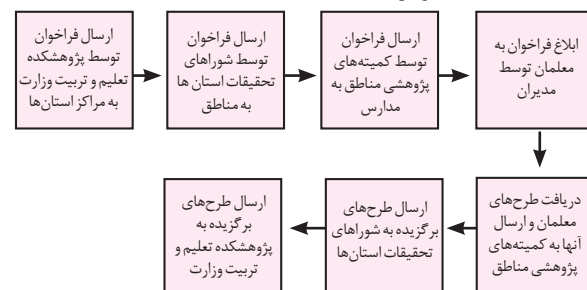 ارسال فراخوان
توسط پژوهشکده
تعلیم و تربیت وزارت
به مراکز استان‌ها
ارسال فراخوان
توسط شوراهای
تحقیقات استان ها
به مناطق
ارسال فراخوان
توسط کمیته‌های
پژوهشی مناطق به
مدارس
ابلاغ فراخوان به
معلمان توسط
مدیران
دریافت طرح‌های
معلمان و ارسال
آنها به کمیته‌های
پژوهشی مناطق
ارسال طرح‌های
برگزیده به شوراهای
تحقیقات استان‌ها
ارسال طرح‌های
برگزیده به
پژوهشکده تعلیم و
تربیت وزارت